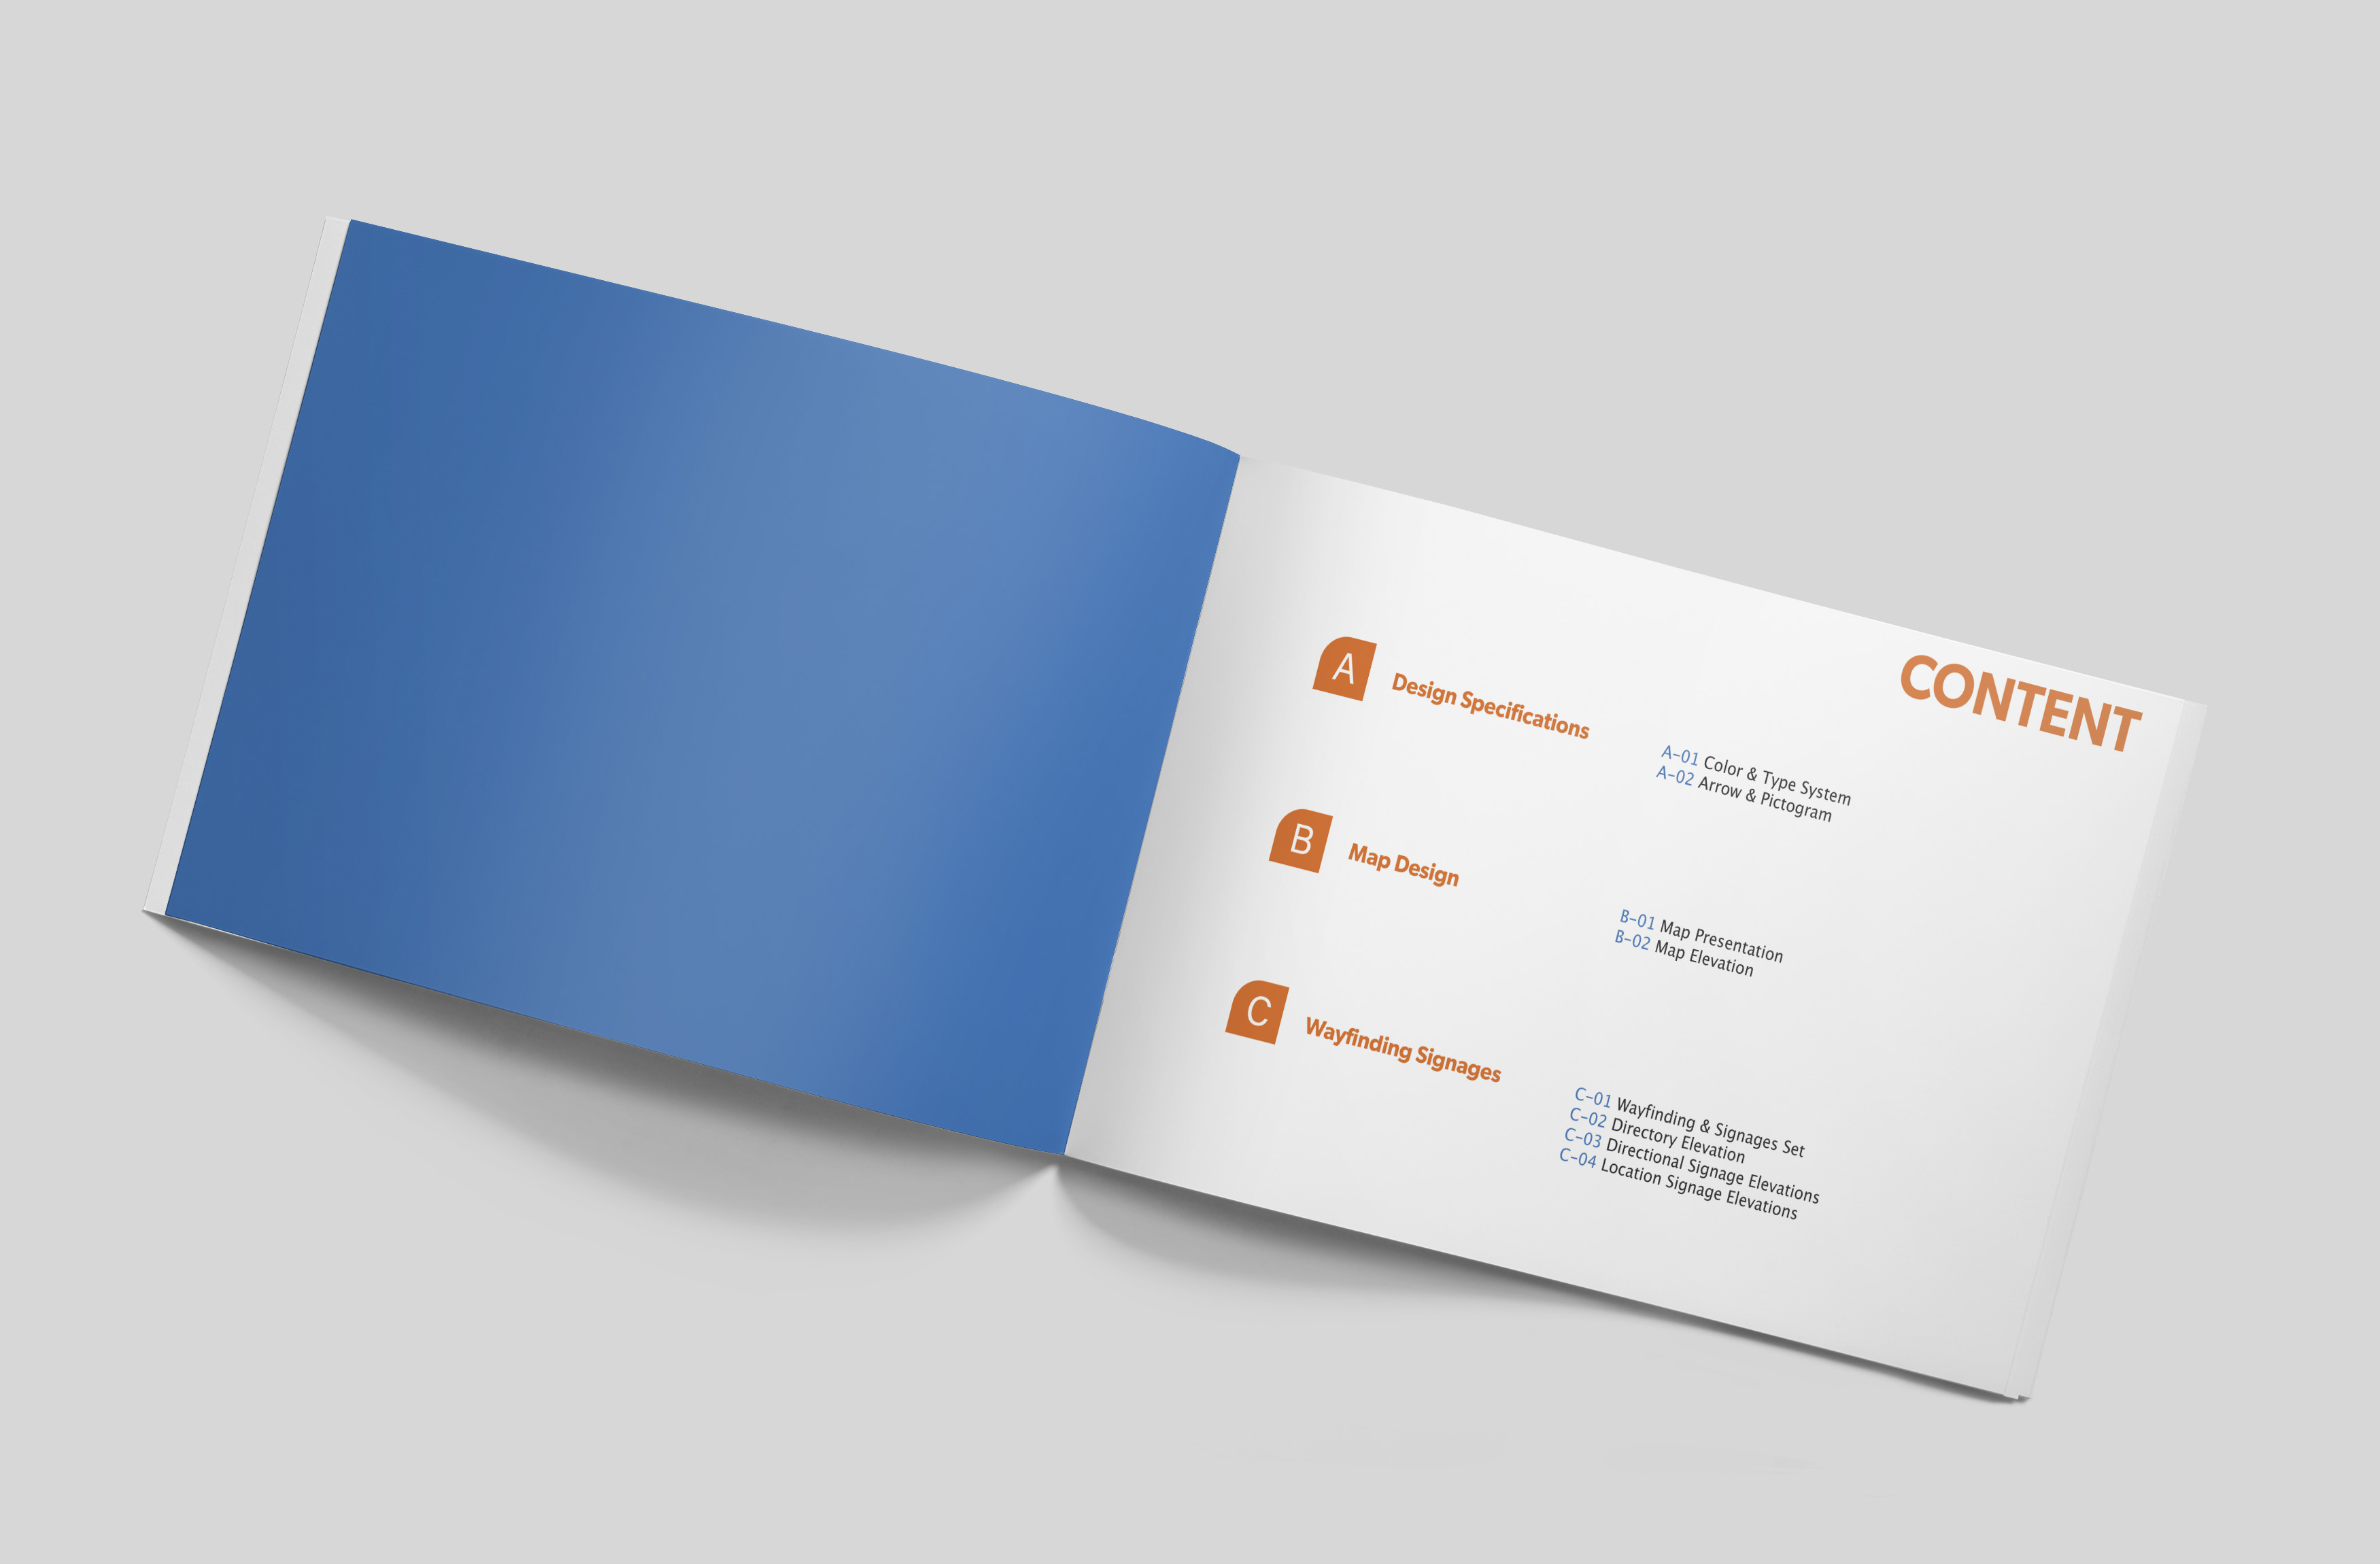 CONTENT
A
Design Specifications
A-01 Color & Type System
A-02 Arrow & Pictogram
B
Map Design
B-01 Map Presentation
B-02 Map Elevation
C
Wayfinding Signages
C-01 Wayfinding & Signages Set
C-02 Directory Elevation
C-03 Directional Signage Elevations
C-04 Location Signage Elevations